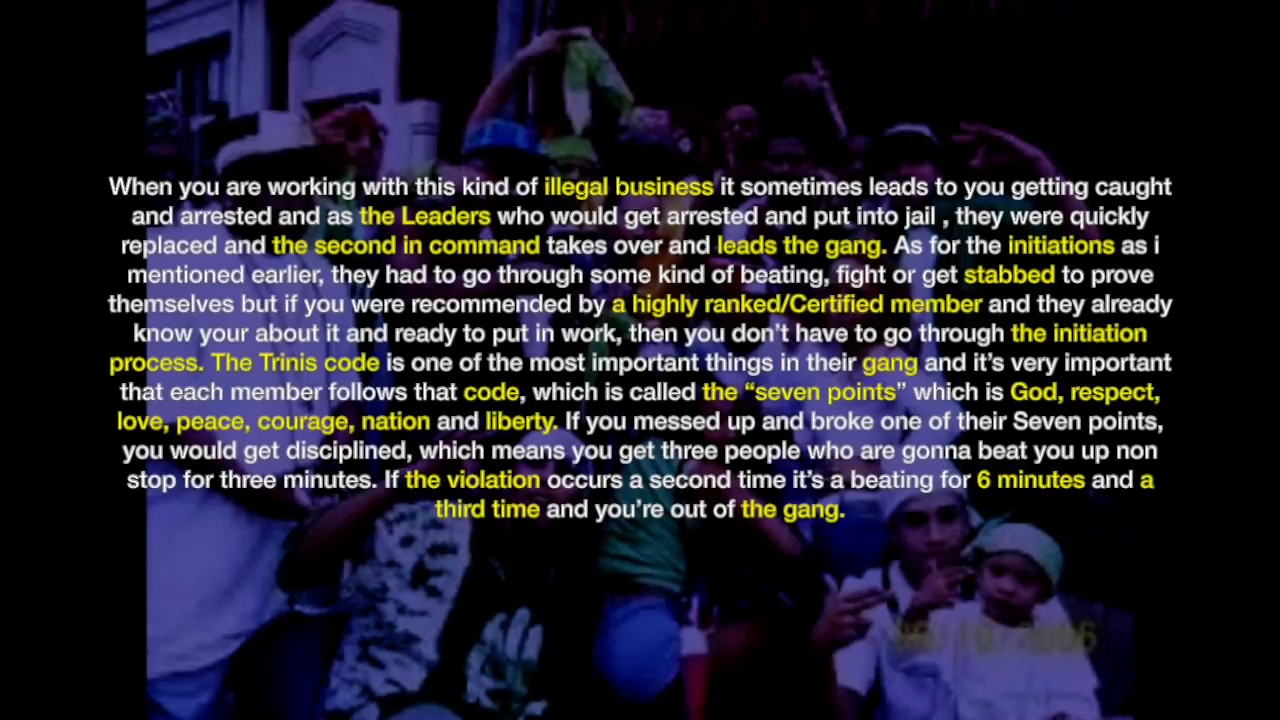 When you are working with this kind of illegal business it sometimes leads to you getting caught
and arrested and as the Leaders who would get arrested and put into jail , they were quickly
replaced and the second in command takes over and leads the gang. As for the initiations as i
mentioned earlier, they had to go through some kind of beating, fight or get stabbed to prove
themselves but if you were recommended by a highly ranked/Certified member and they already
know your about it and ready to put in work, then you don’t have to go through the initiation
process. The Trinis code is one of the most important things in their gang and it’s very important
that each member follows that code, which is called the “seven points” which is God, respect,
love, peace, courage, nation and liberty. If you messed up and broke one of their Seven points,
you would get disciplined, which means you get three people who are gonna beat you up non
stop for three minutes. If the violation occurs a second time it’s a beating for 6 minutes and a
third time and you’re out of the gang.